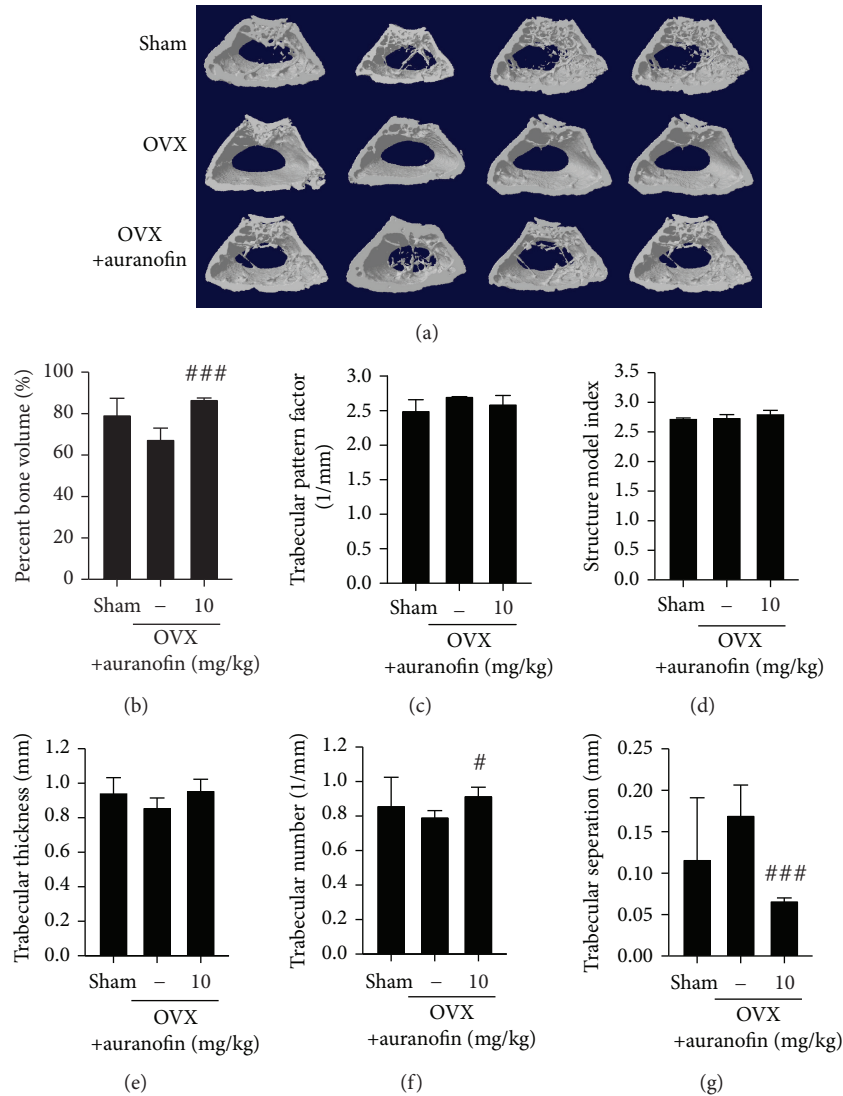 Sham
OVX
OVX
+auranofin
(a)
Percent bone volume (%)
100
80
60
40
20
0
###
Sham – 10
OVX
+auranofin (mg/kg)
(b)
Trabecular pattern factor
(1/mm)
3.0
2.5
2.0
1.5
1.0
0.5
0.0
Sham – 10
OVX
+auranofin (mg/kg)
(c)
Structure model index
3.5
3.0
2.5
2.0
1.5
1.0
0.5
0.0
Sham – 10
OVX
+auranofin (mg/kg)
(d)
Trabecular thickness (mm)
1.2
1.0
0.8
0.6
0.4
0.2
0.0
Sham – 10
OVX
+auranofin (mg/kg)
(e)
Trabecular number (1/mm)
1.2
1.0
0.8
0.6
0.4
0.2
0.0
#
Sham – 10
OVX
+auranofin (mg/kg)
(f)
Trabecular seperation (mm)
0.25
0.20
0.15
0.10
0.05
0.00
###
Sham – 10
OVX
+auranofin (mg/kg)
(g)